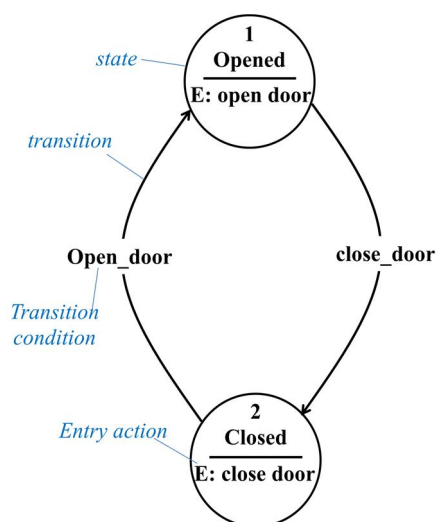 1
Opened
E: open door
state
transition
Open_door
close_door
Transition
condition
Entry action
2
Closed
E: close door